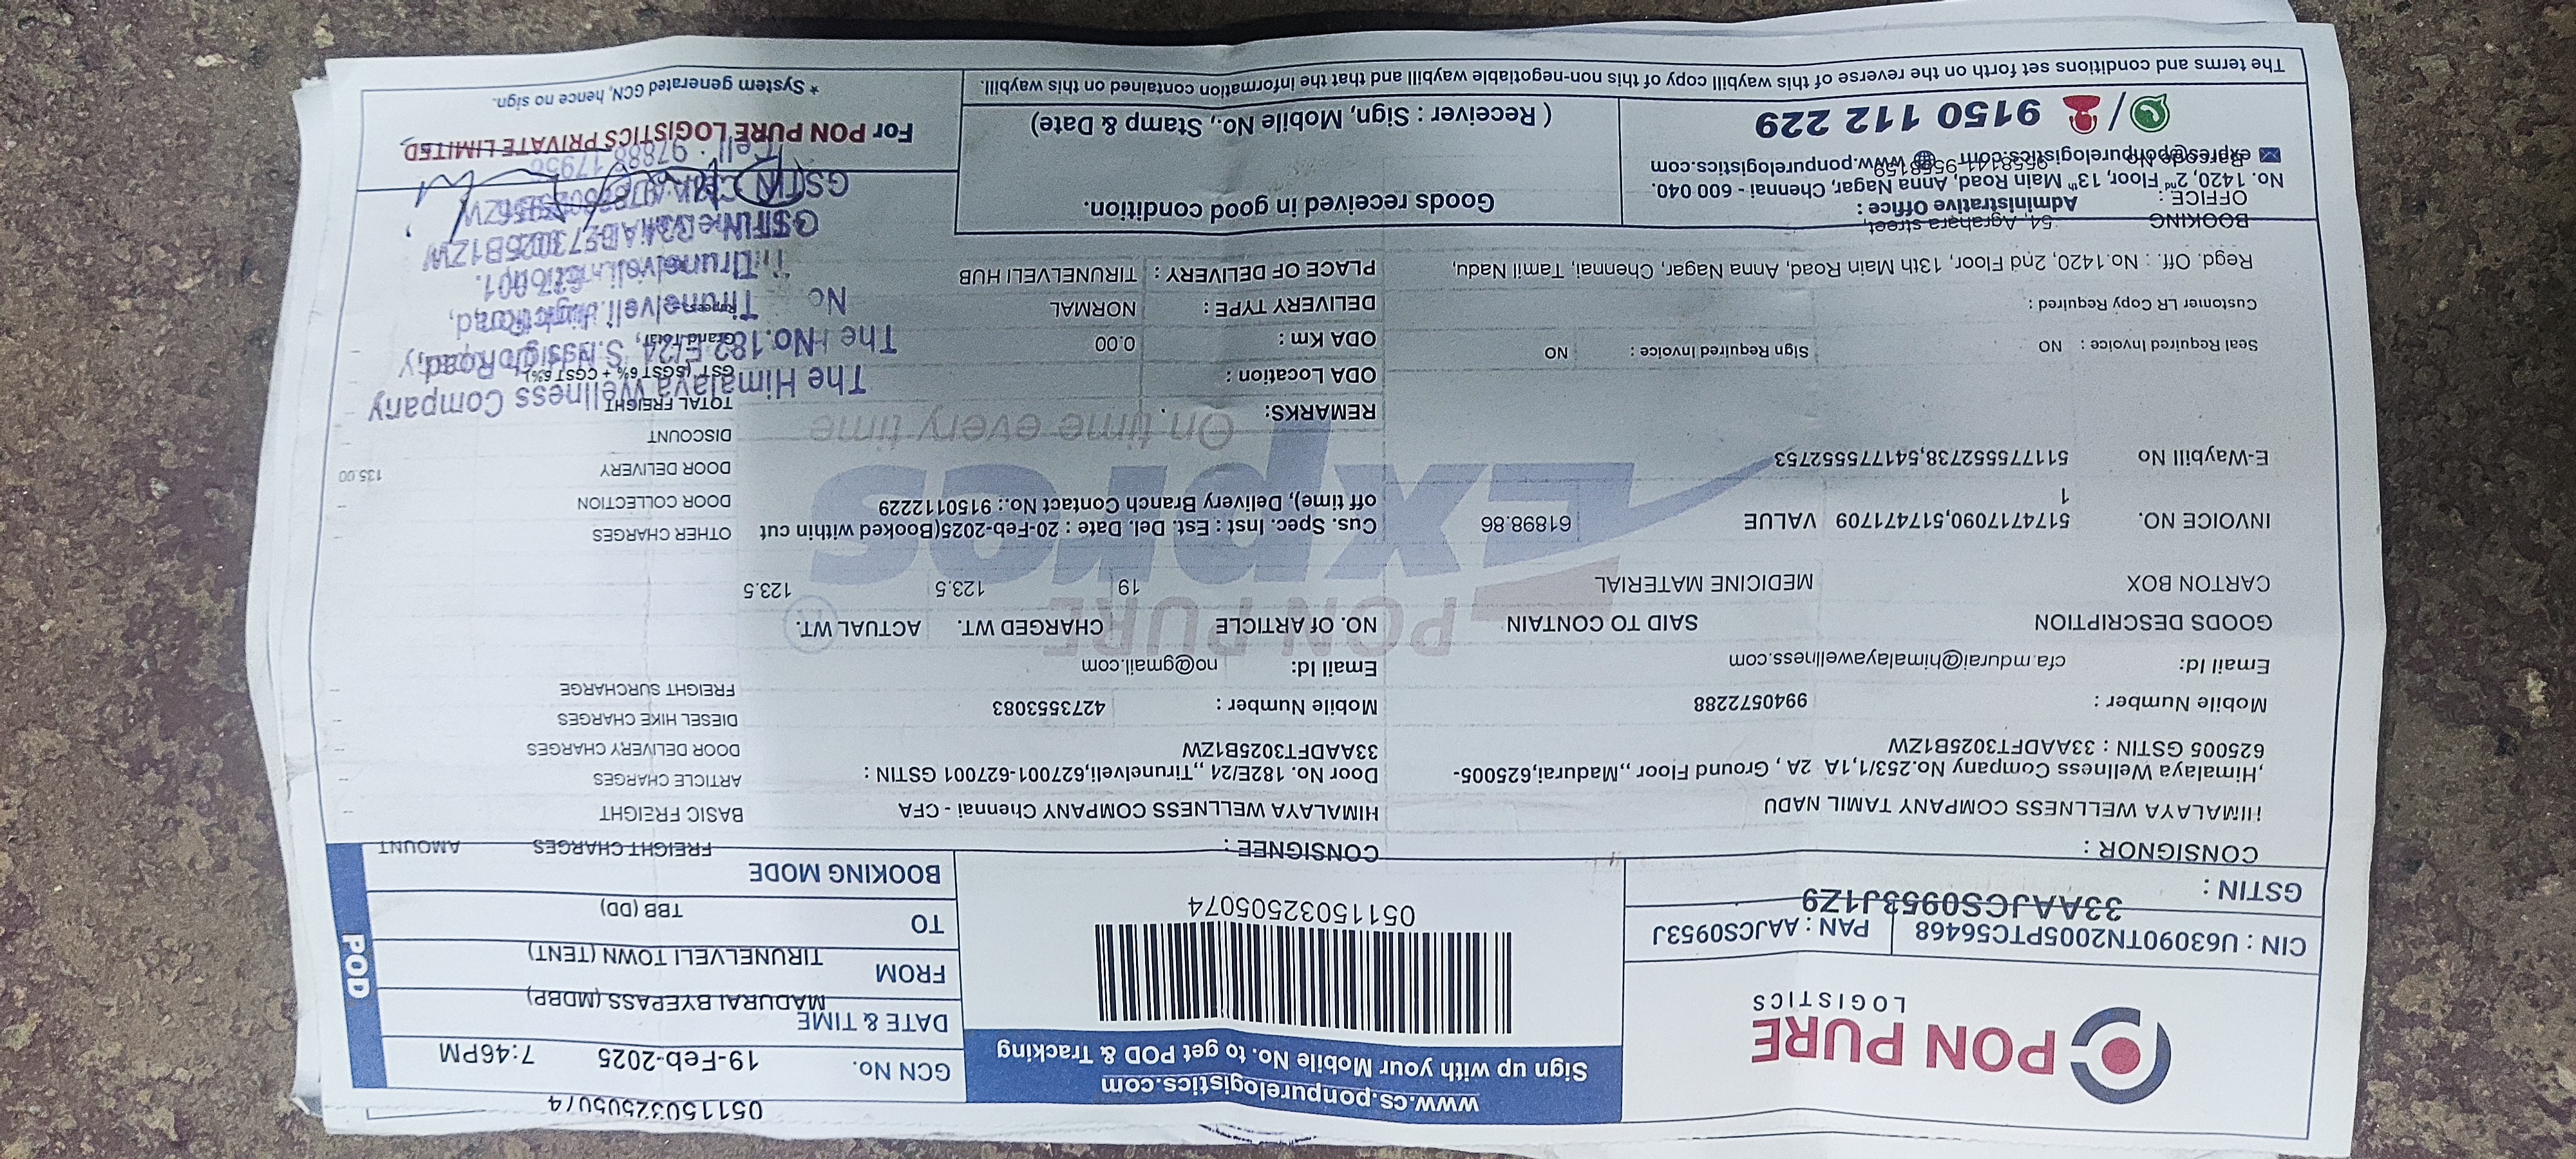 05115032505074
www.cs.ponpurelogistics.com
Sign up with your Mobile No. to get POD & Tracking
PON PURE
LOGISTICS
GCN No. 19-Feb-2025 7:46PM
DATE & TIME
MADURAI BYEPASS (MDBP)
FROM
TIRUNELVELI TOWN (TENT)
TO
TBB (DD)
BOOKING MODE
POD
CIN : U63090TN2005PTC56468 PAN : AAJCS0953J
GSTIN : 33AAJCS0953J1Z9
05115032505074
CONSIGNOR : CONSIGNEE : FREIGHT CHARGES AMOUNT
HIMALAYA WELLNESS COMPANY TAMIL NADU
,Himalaya Wellness Company No.253/1,1A 2A , Ground Floor ,,Madurai,625005-
625005 GSTIN : 33AADFT3025B1ZW
HIMALAYA WELLNESS COMPANY Chennai - CFA
Door No. 182E/24 ,,Tirunelveli,627001-627001 GSTIN :
33AADFT3025B1ZW
BASIC FREIGHT -
ARTICLE CHARGES -
DOOR DELIVERY CHARGES -
DIESEL HIKE CHARGES -
FREIGHT SURCHARGE -
Mobile Number : 9940572288 Mobile Number : 4273553083
Email Id: cfa.mdurai@himalayawellness.com Email Id: no@gmail.com
GOODS DESCRIPTION SAID TO CONTAIN NO. Of ARTICLE CHARGED WT. ACTUAL WT.
CARTON BOX MEDICINE MATERIAL 19 123.5 123.5
PON PURE
Expres
On time every time
INVOICE NO. 5174717090,5174717091 VALUE 61898.86
Cus. Spec. Inst : Est. Del. Date : 20-Feb-2025(Booked within cut
off time), Delivery Branch Contact No.: 9150112229
OTHER CHARGES -
DOOR COLLECTION -
DOOR DELIVERY 135.00
DISCOUNT -
TOTAL FREIGHT
GST (SGST 6% + CGST 6%)
Grand Total
Rupees
E-Waybill No 5117775552738,5417775552753
REMARKS: .
ODA Location :
Seal Required Invoice : NO Sign Required Invoice : NO ODA Km : 0.00
Customer LR Copy Required : DELIVERY TYPE : NORMAL
Regd. Off. : No.1420, 2nd Floor, 13th Main Road, Anna Nagar, Chennai, Tamil Nadu, PLACE OF DELIVERY : TIRUNELVELI HUB
The Himalaya Wellness Company
BOOKING OFFICE : 54, Agrahara street,
Administrative Office :
No. 1420, 2nd Floor, 13th Main Road, Anna Nagar, Chennai - 600 040.
expres@ponpurelogistics.com www.ponpurelogistics.com
9150 112 229
Goods received in good condition.
( Receiver : Sign, Mobile No., Stamp & Date)
For PON PURE LOGISTICS PRIVATE LIMITED
* System generated GCN, hence no sign.
The terms and conditions set forth on the reverse of this waybill copy of this non-negotiable waybill and that the information contained on this waybill.